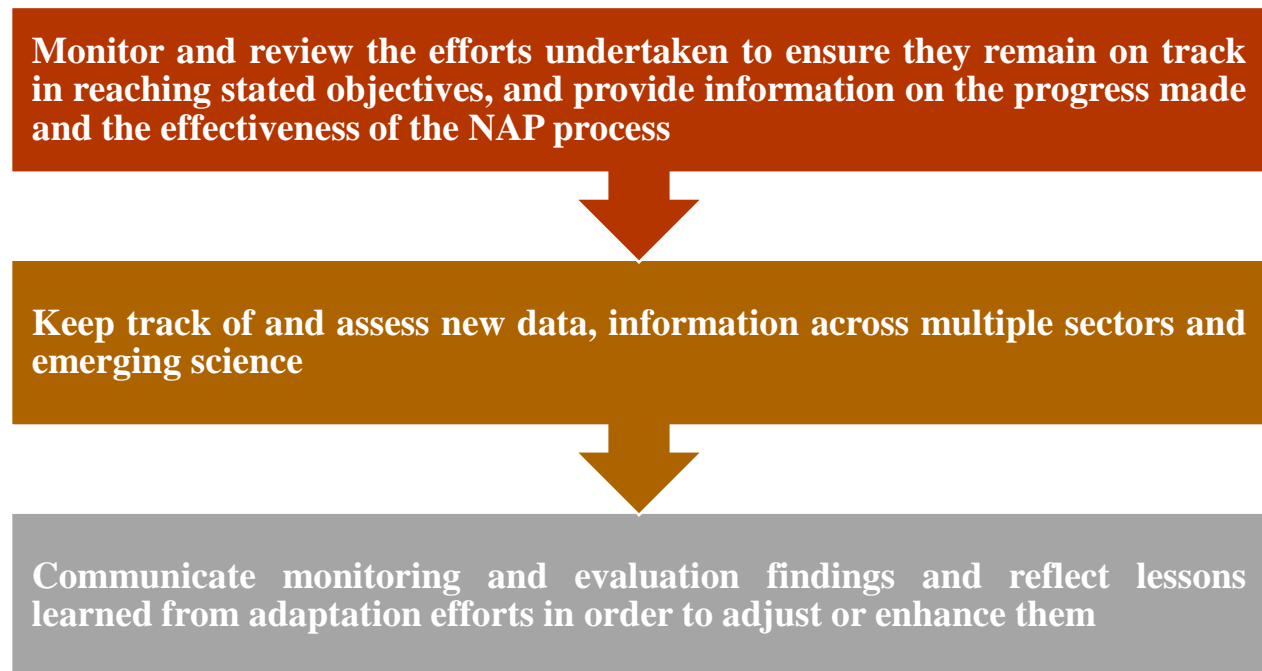 Monitor and review the efforts undertaken to ensure they remain on track
in reaching stated objectives, and provide information on the progress made
and the effectiveness of the NAP process
Keep track of and assess new data, information across multiple sectors and
emerging science
Communicate monitoring and evaluation findings and reflect lessons
learned from adaptation efforts in order to adjust or enhance them